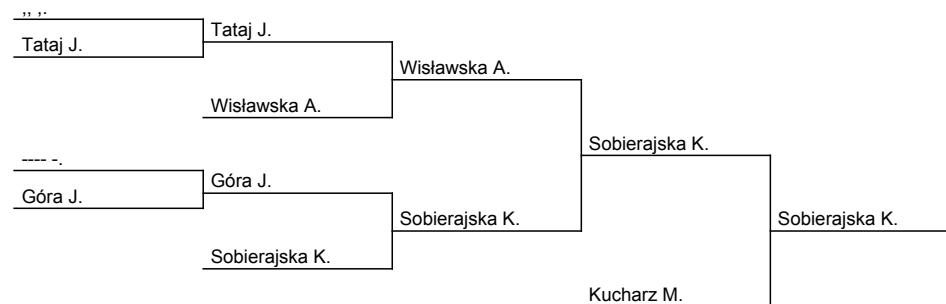 ,, ,.
Tataj J.
Tataj J.
Wisławska A.
Wisławska A.
Sobierajska K.
---- -.
Góra J.
Góra J.
Sobierajska K.
Sobierajska K.
Sobierajska K.
Kucharz M.